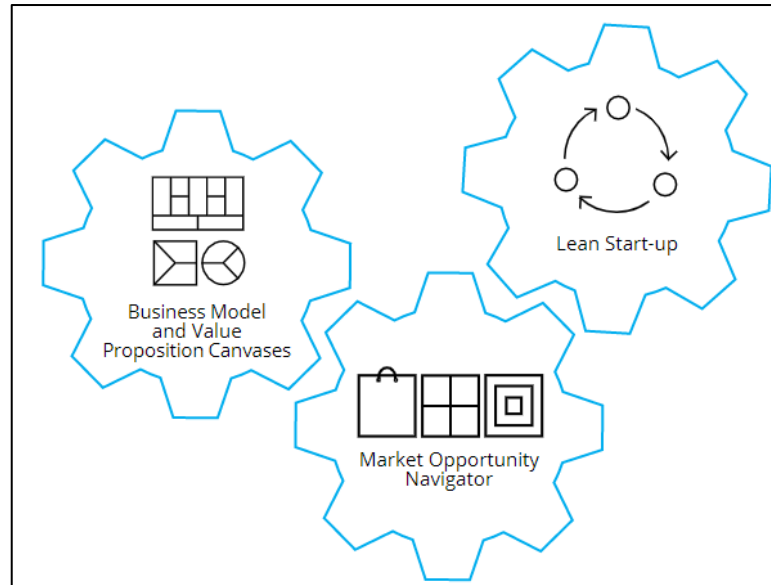 Lean Start-up
Business Model
and Value
Proposition Canvases
Market Opportunity
Navigator